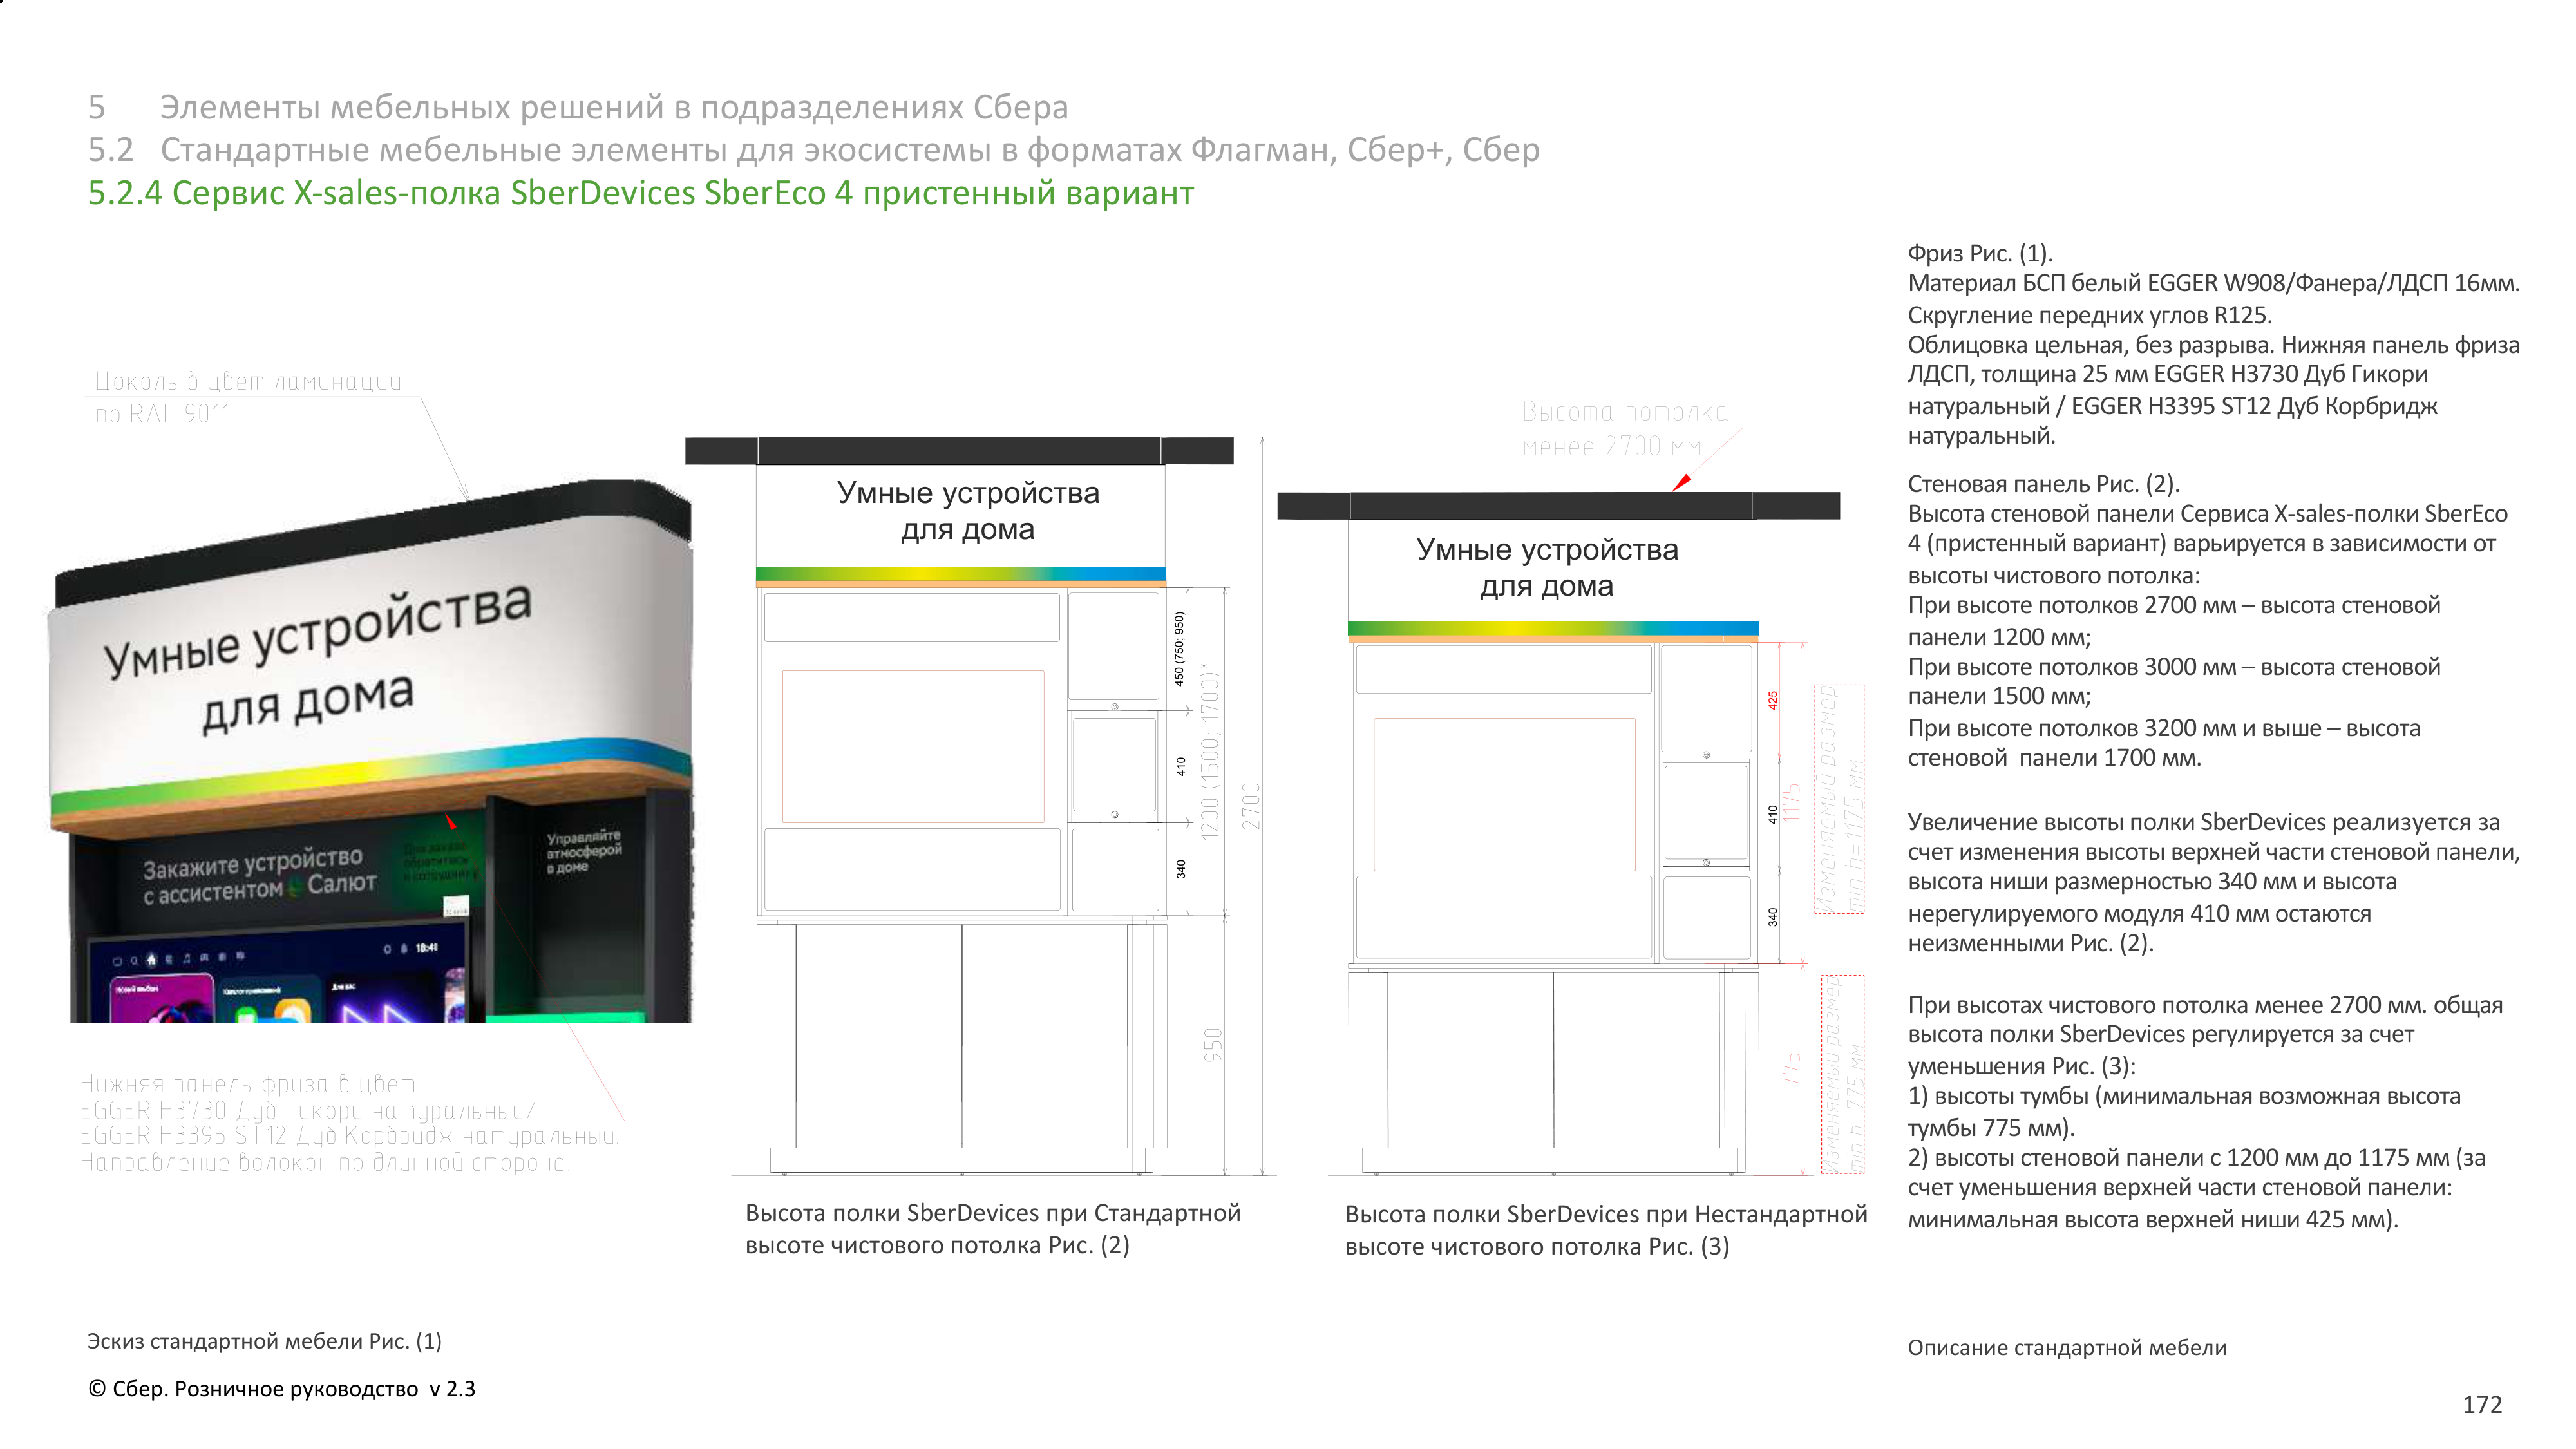 5 Элементы мебельных решений в подразделениях Сбера
5.2 Стандартные мебельные элементы для экосистемы в форматах Флагман, Сбер+, Сбер
5.2.4 Сервис X-sales-полка SberDevices SberEco 4 пристенный вариант
Цоколь в цвет ламинации
по RAL 9011
Умные устройства
для дома
Закажите устройство
с ассистентом Салют
Для заказа
обратитесь
к сотруднику
Управляйте
атмосферой
в доме
18:48
Нижняя панель фриза в цвет
EGGER H3730 Дуб Гикори натуральный/
EGGER H3395 ST12 Дуб Корбридж натуральный.
Направление волокон по длинной стороне.
Эскиз стандартной мебели Рис. (1)
Умные устройства
для дома
450 (750; 950)
410
340
1200 (1500; 1700)*
950
2700
Высота полки SberDevices при Стандартной
высоте чистового потолка Рис. (2)
Высота потолка
менее 2700 мм
Умные устройства
для дома
425
410
340
1175
775
Изменяемый размер
min h=1175 мм
Изменяемый размер
min h=775 мм
Высота полки SberDevices при Нестандартной
высоте чистового потолка Рис. (3)
Фриз Рис. (1).
Материал БСП белый EGGER W908/Фанера/ЛДСП 16мм.
Скругление передних углов R125.
Облицовка цельная, без разрыва. Нижняя панель фриза
ЛДСП, толщина 25 мм EGGER H3730 Дуб Гикори
натуральный / EGGER H3395 ST12 Дуб Корбридж
натуральный.
Стеновая панель Рис. (2).
Высота стеновой панели Сервиса X-sales-полки SberEco
4 (пристенный вариант) варьируется в зависимости от
высоты чистового потолка:
При высоте потолков 2700 мм – высота стеновой
панели 1200 мм;
При высоте потолков 3000 мм – высота стеновой
панели 1500 мм;
При высоте потолков 3200 мм и выше – высота
стеновой панели 1700 мм.
Увеличение высоты полки SberDevices реализуется за
счет изменения высоты верхней части стеновой панели,
высота ниши размерностью 340 мм и высота
нерегулируемого модуля 410 мм остаются
неизменными Рис. (2).
При высотах чистового потолка менее 2700 мм. общая
высота полки SberDevices регулируется за счет
уменьшения Рис. (3):
1) высоты тумбы (минимальная возможная высота
тумбы 775 мм).
2) высоты стеновой панели с 1200 мм до 1175 мм (за
счет уменьшения верхней части стеновой панели:
минимальная высота верхней ниши 425 мм).
Описание стандартной мебели
© Сбер. Розничное руководство v 2.3
172